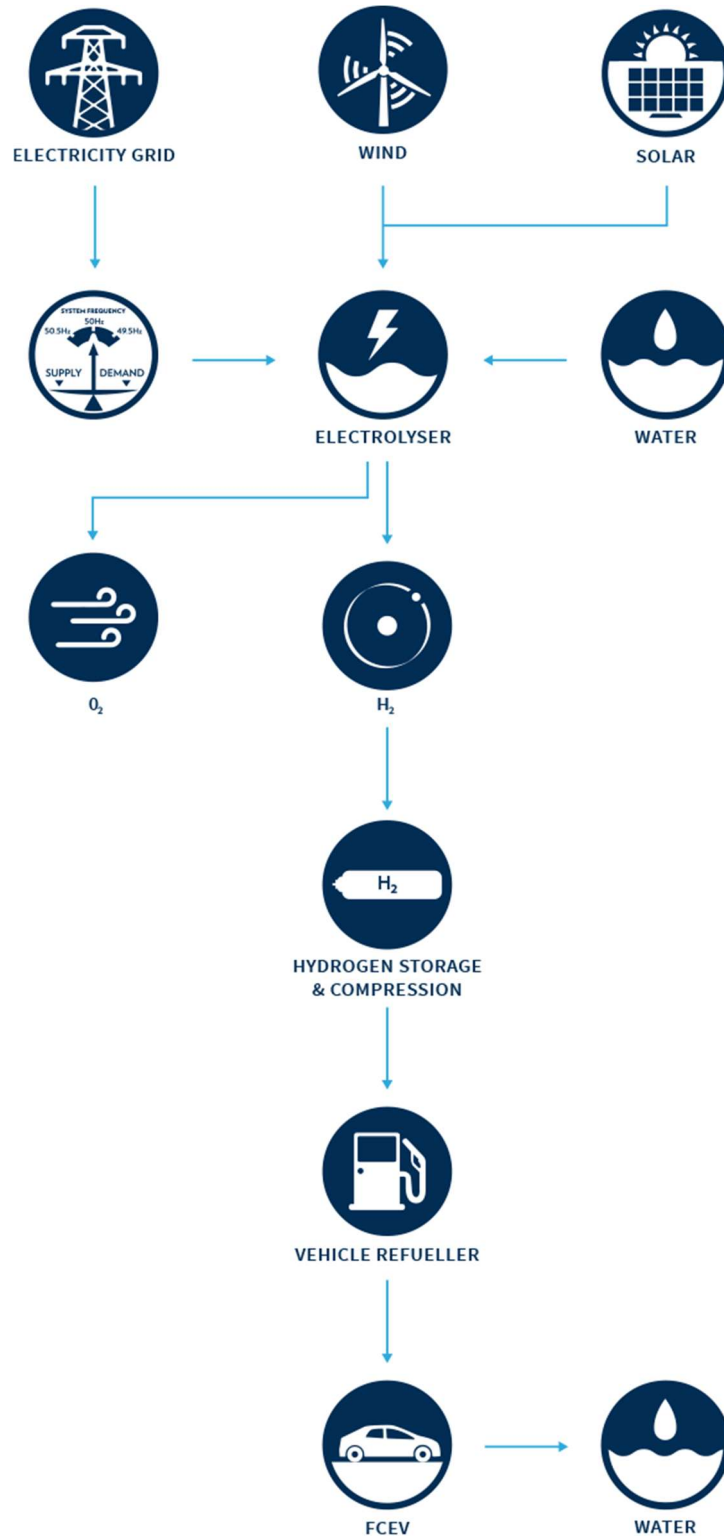 ELECTRICITY GRID
WIND
SOLAR
SYSTEM FREQUENCY
50Hz
50.5Hz
49.5Hz
SUPPLY
DEMAND
ELECTROLYSER
WATER
0₂
H₂
H₂
HYDROGEN STORAGE
& COMPRESSION
VEHICLE REFUELLER
FCEV
WATER